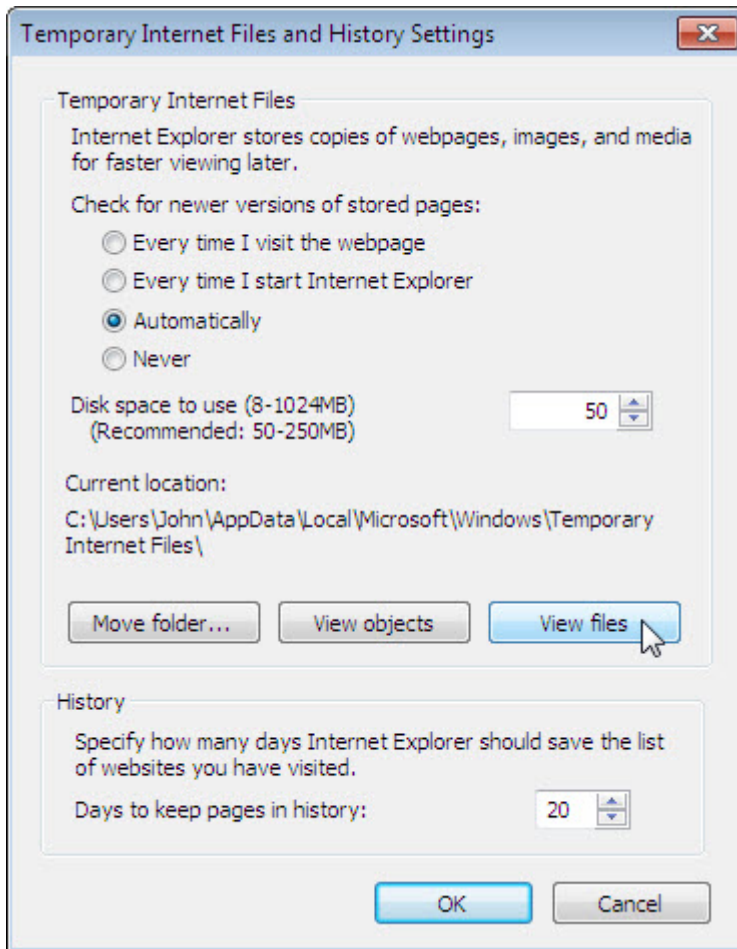 Temporary Internet Files and History Settings
Temporary Internet Files
Internet Explorer stores copies of webpages, images, and media
for faster viewing later.
Check for newer versions of stored pages:
Every time I visit the webpage
Every time I start Internet Explorer
Automatically
Never
Disk space to use (8-1024MB) 50
(Recommended: 50-250MB)
Current location:
C:\Users\John\AppData\Local\Microsoft\Windows\Temporary
Internet Files\
Move folder... View objects View files
History
Specify how many days Internet Explorer should save the list
of websites you have visited.
Days to keep pages in history: 20
OK Cancel